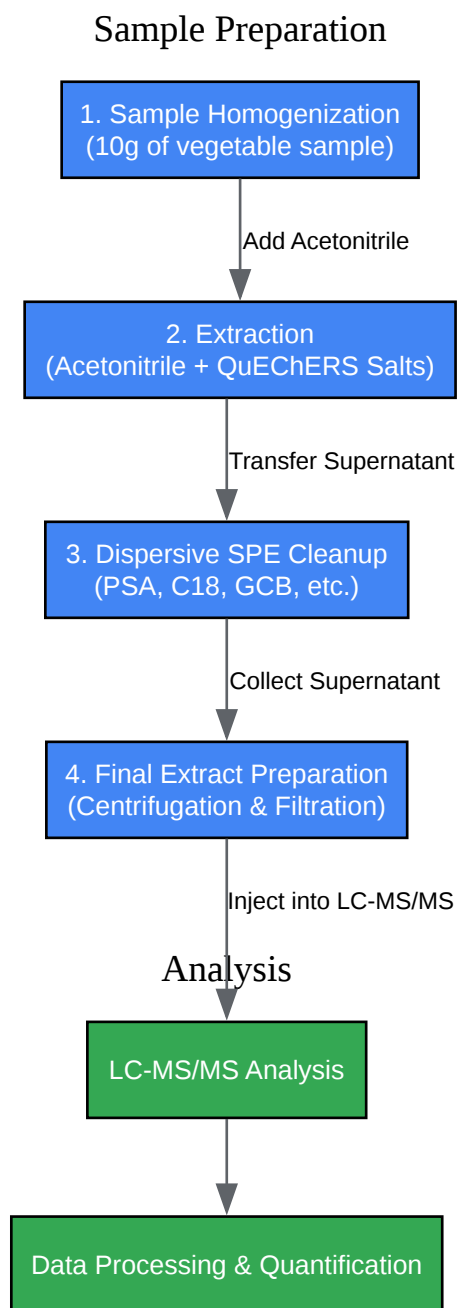 Sample Preparation
1. Sample Homogenization
(10g of vegetable sample)
Add Acetonitrile
2. Extraction
(Acetonitrile + QuEChERS Salts)
Transfer Supernatant
3. Dispersive SPE Cleanup
(PSA, C18, GCB, etc.)
Collect Supernatant
4. Final Extract Preparation
(Centrifugation & Filtration)
Inject into LC-MS/MS
Analysis
LC-MS/MS Analysis
Data Processing & Quantification